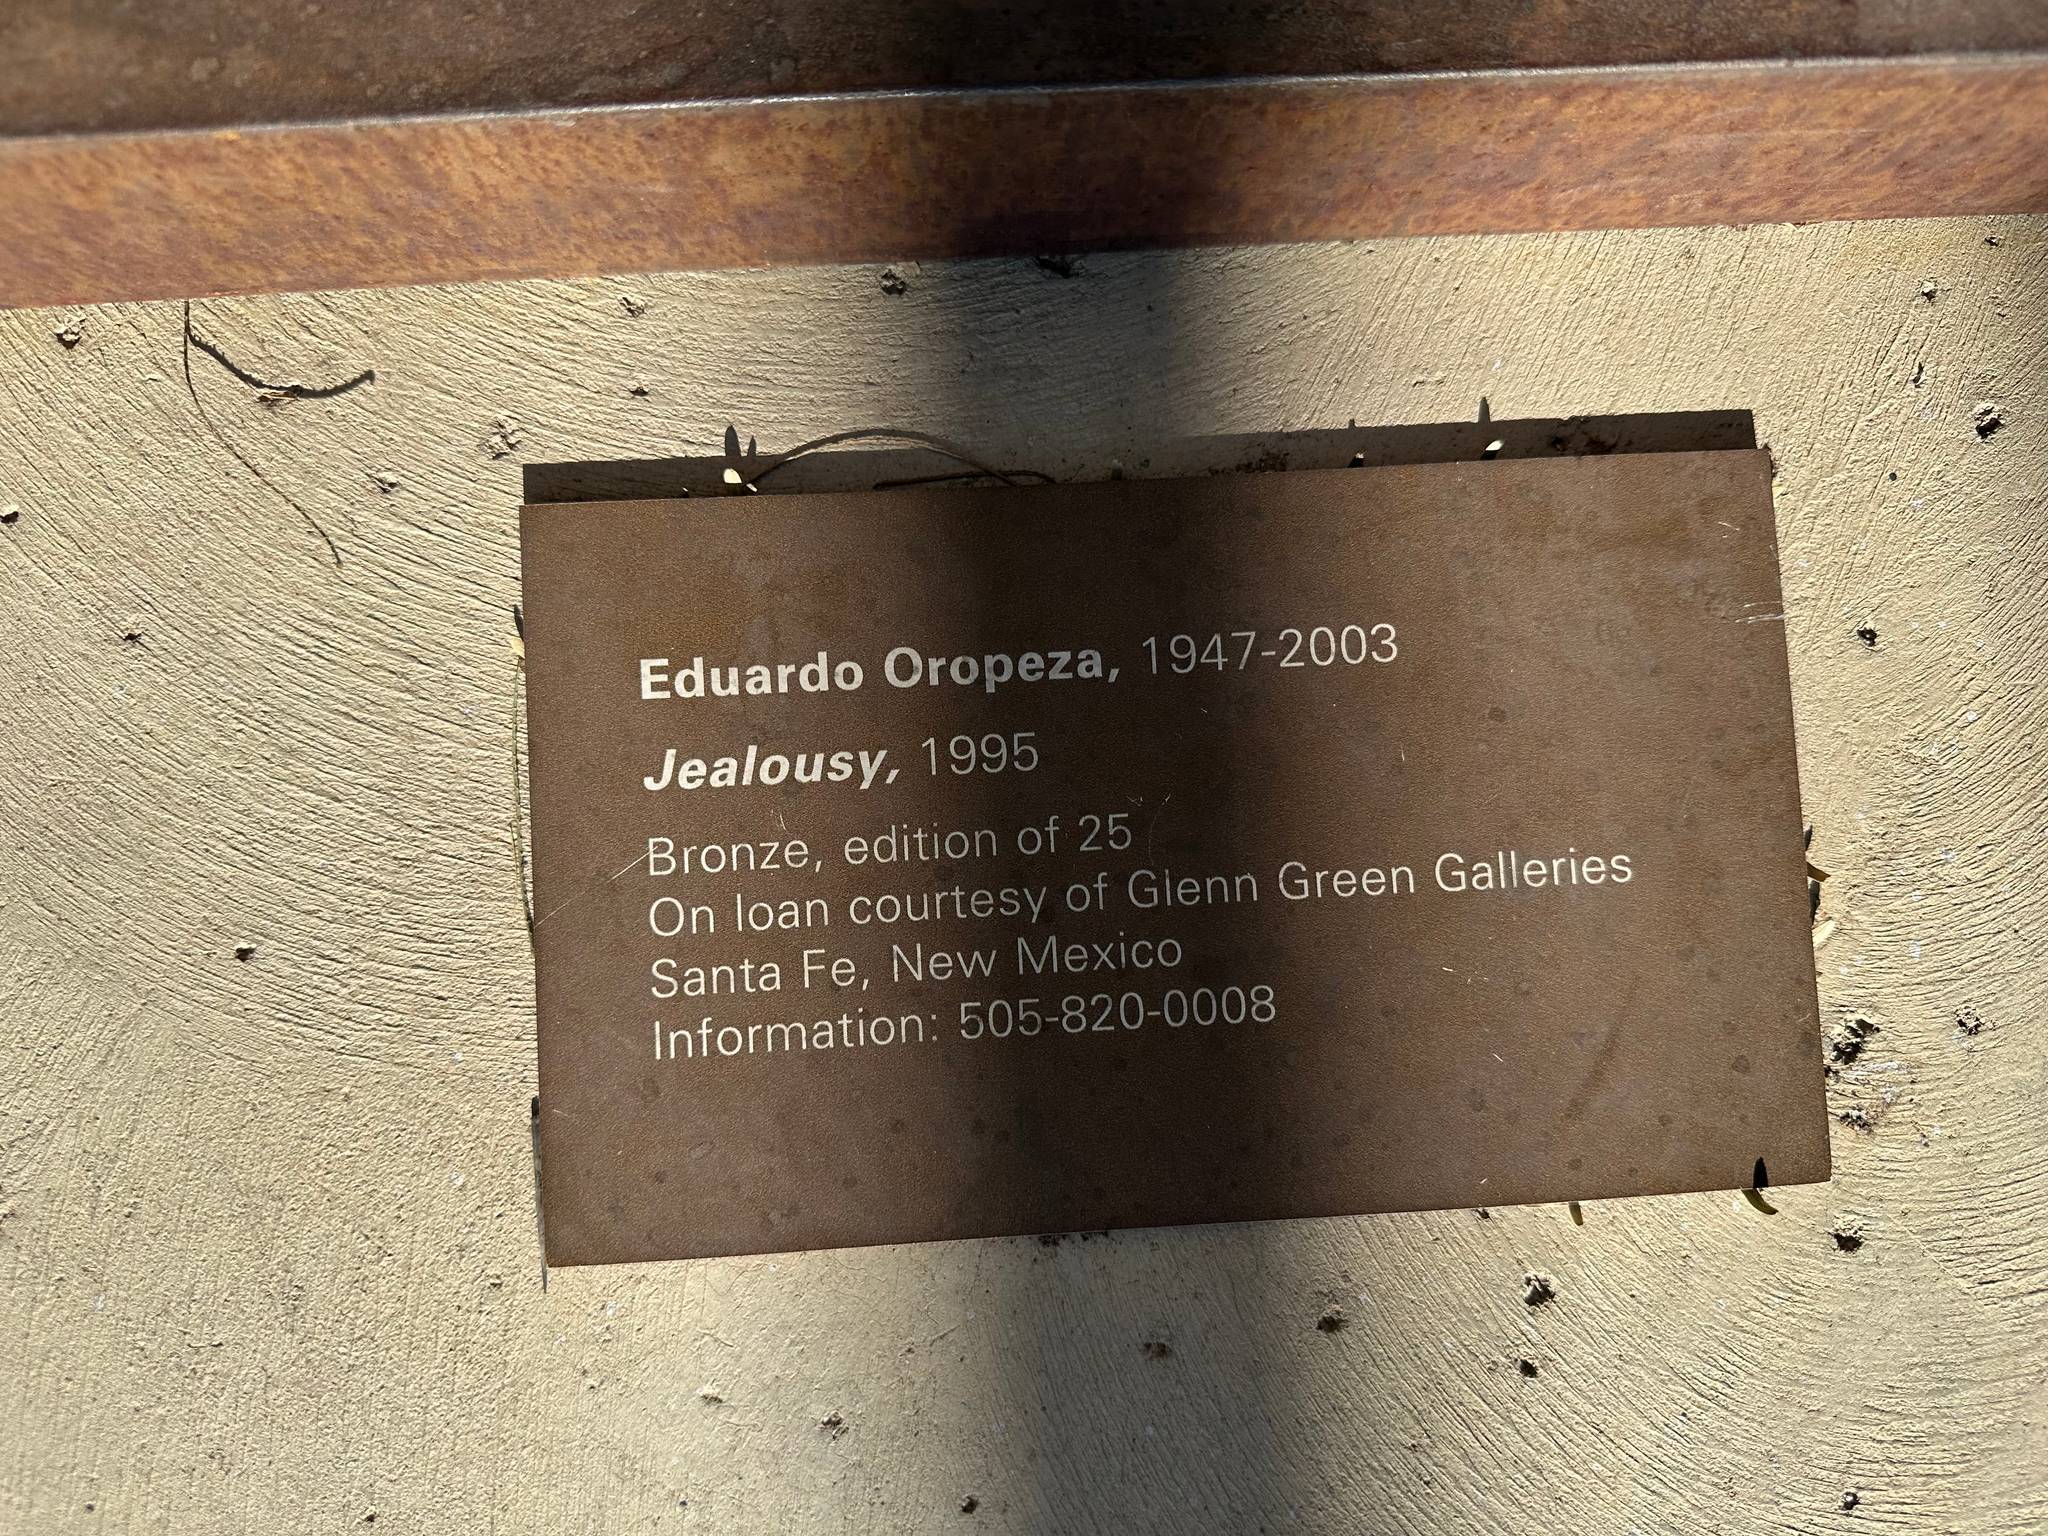 Eduardo Oropeza, 1947-2003
Jealousy, 1995
Bronze, edition of 25
On loan courtesy of Glenn Green Galleries
Santa Fe, New Mexico
Information: 505-820-0008